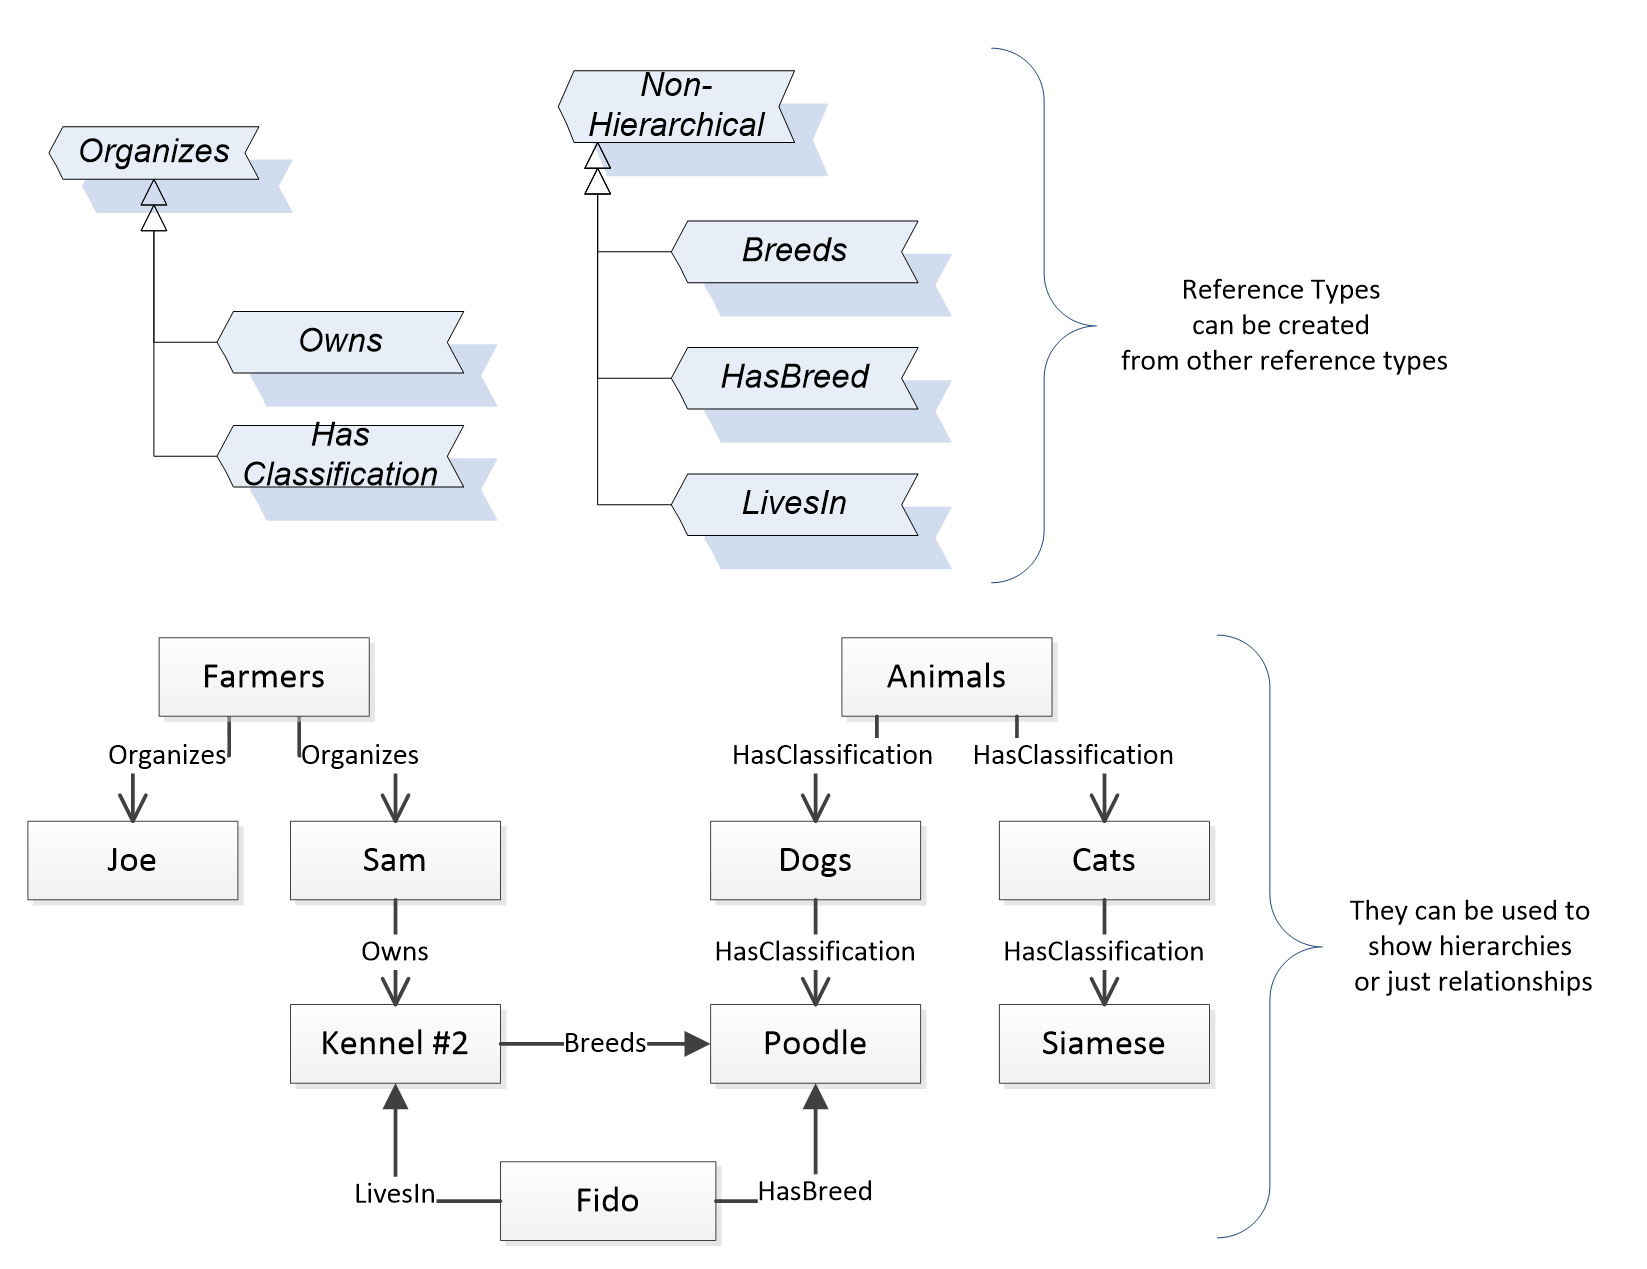 Organizes
Non-
Hierarchical
Owns
Has
Classification
Breeds
HasBreed
LivesIn
Reference Types
can be created
from other reference types
Farmers
Animals
Organizes
Organizes
HasClassification
HasClassification
Joe
Sam
Dogs
Cats
Owns
HasClassification
HasClassification
Kennel #2
Breeds
Poodle
Siamese
LivesIn
Fido
HasBreed
They can be used to
show hierarchies
or just relationships